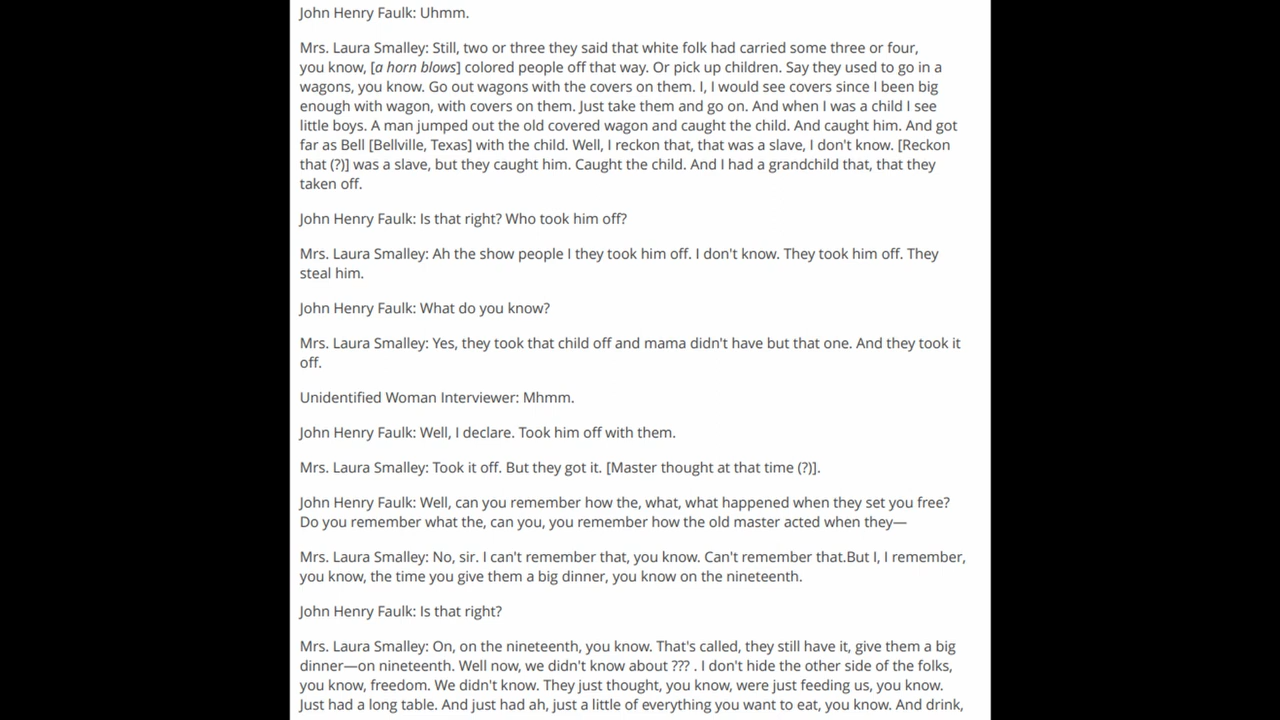 John Henry Faulk: Uhmm.
Mrs. Laura Smalley: Still, two or three they said that white folk had carried some three or four,
you know, [a horn blows] colored people off that way. Or pick up children. Say they used to go in a
wagons, you know. Go out wagons with the covers on them. I, I would see covers since I been big
enough with wagon, with covers on them. Just take them and go on. And when I was a child I see
little boys. A man jumped out the old covered wagon and caught the child. And caught him. And got
far as Bell [Bellville, Texas] with the child. Well, I reckon that, that was a slave, I don't know. [Reckon
that (?)] was a slave, but they caught him. Caught the child. And I had a grandchild that, that they
taken off.
John Henry Faulk: Is that right? Who took him off?
Mrs. Laura Smalley: Ah the show people I they took him off. I don't know. They took him off. They
steal him.
John Henry Faulk: What do you know?
Mrs. Laura Smalley: Yes, they took that child off and mama didn't have but that one. And they took it
off.
Unidentified Woman Interviewer: Mhmm.
John Henry Faulk: Well, I declare. Took him off with them.
Mrs. Laura Smalley: Took it off. But they got it. [Master thought at that time (?)].
John Henry Faulk: Well, can you remember how the, what, what happened when they set you free?
Do you remember what the, can you, you remember how the old master acted when they—
Mrs. Laura Smalley: No, sir. I can't remember that, you know. Can't remember that.But I, I remember,
you know, the time you give them a big dinner, you know on the nineteenth.
John Henry Faulk: Is that right?
Mrs. Laura Smalley: On, on the nineteenth, you know. That's called, they still have it, give them a big
dinner—on nineteenth. Well now, we didn't know about ??? . I don't hide the other side of the folks,
you know, freedom. We didn't know. They just thought, you know, were just feeding us, you know.
Just had a long table. And just had ah, just a little of everything you want to eat, you know. And drink,